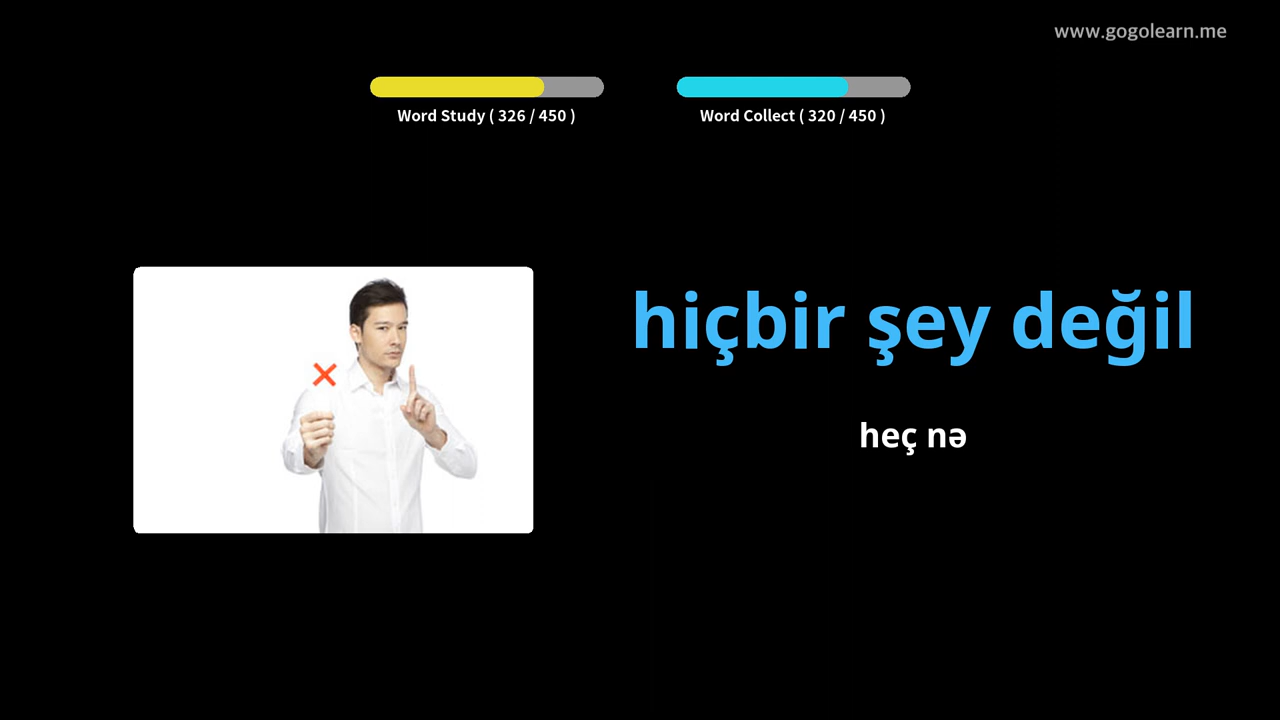 www.gogolearn.me
Word Study ( 326 / 450 )
Word Collect ( 320 / 450 )
hiçbir şey değil
heç nə